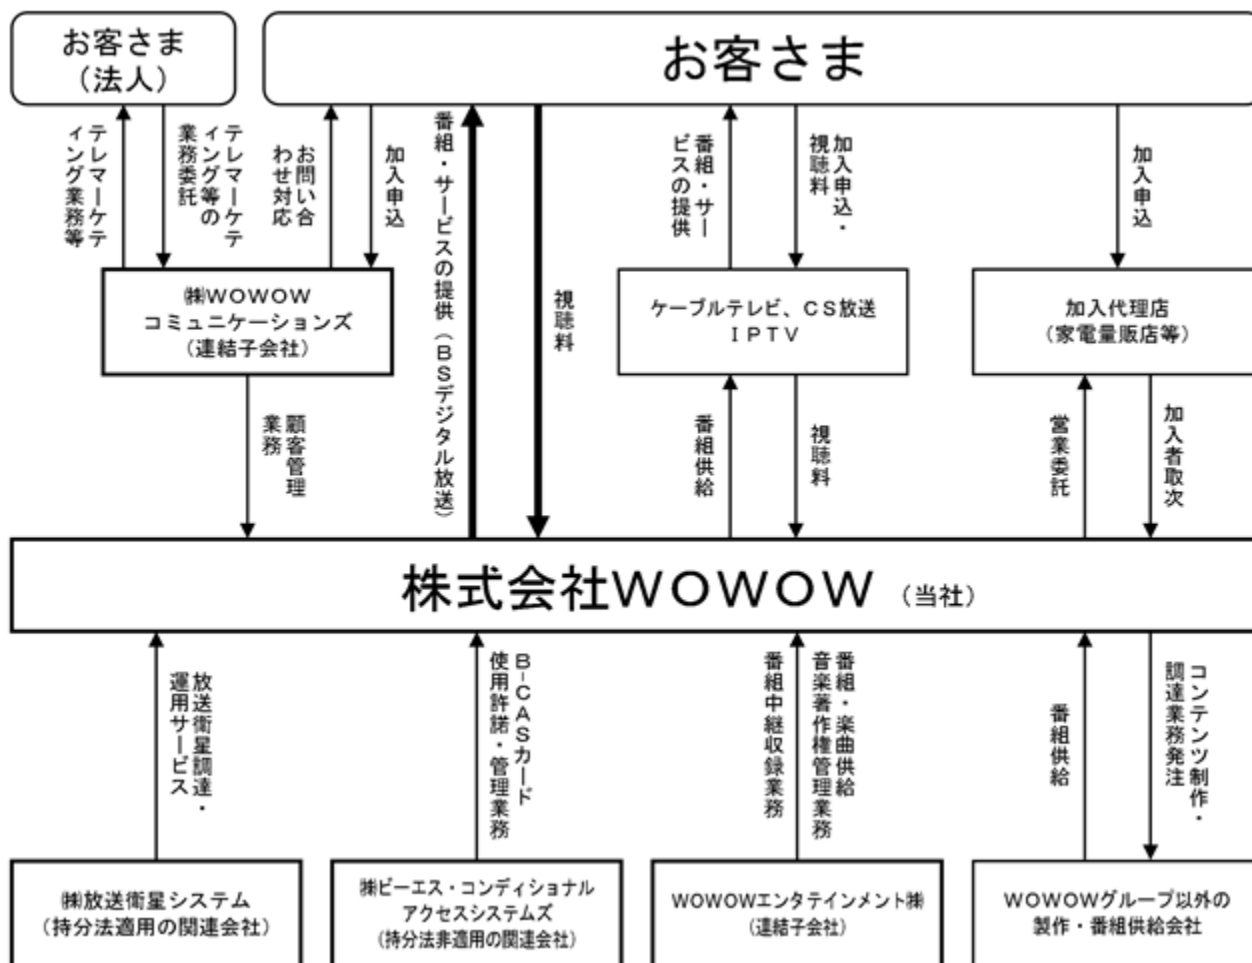 お客さま
（法人）
お客さま
テレマーケテ
ィング業務等
テレマーケテ
ィング等の
業務委託
お問い合
わせ対応
加入申込
番組・サービスの提供（ＢＳデジタル放送）
視聴料
番組・サー
ビスの提供
加入申込・
視聴料
加入申込
㈱ＷＯＷＯＷ
コミュニケーションズ
（連結子会社）
ケーブルテレビ、ＣＳ放送
ＩＰＴＶ
加入代理店
（家電量販店等）
顧客管理
業務
番組供給
視聴料
営業委託
加入者取次
株式会社ＷＯＷＯＷ （当社）
放送衛星調達・
運用サービス
Ｂ-ＣＡＳカード
使用許諾・管理業務
番組・楽曲供給
音楽著作権管理業務
番組中継収録業務
番組供給
コンテンツ制作・
調達業務発注
㈱放送衛星システム
（持分法適用の関連会社）
㈱ビーエス・コンディショナル
アクセスシステムズ
（持分法非適用の関連会社）
WOWOWエンタテインメント㈱
（連結子会社）
ＷＯＷＯＷグループ以外の
製作・番組供給会社